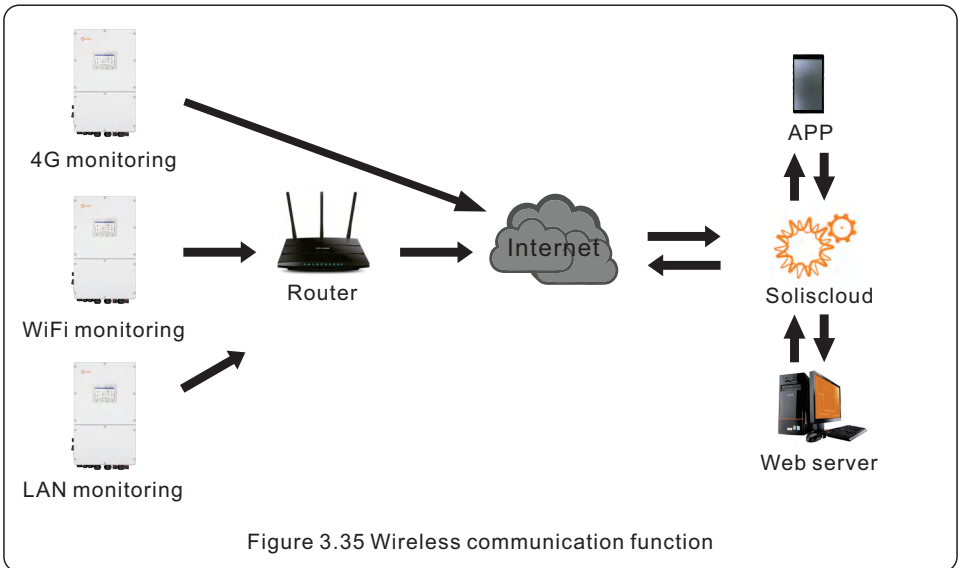 4G monitoring
WiFi monitoring
LAN monitoring
Router
Internet
APP
Soliscloud
Web server
Figure 3.35 Wireless communication function